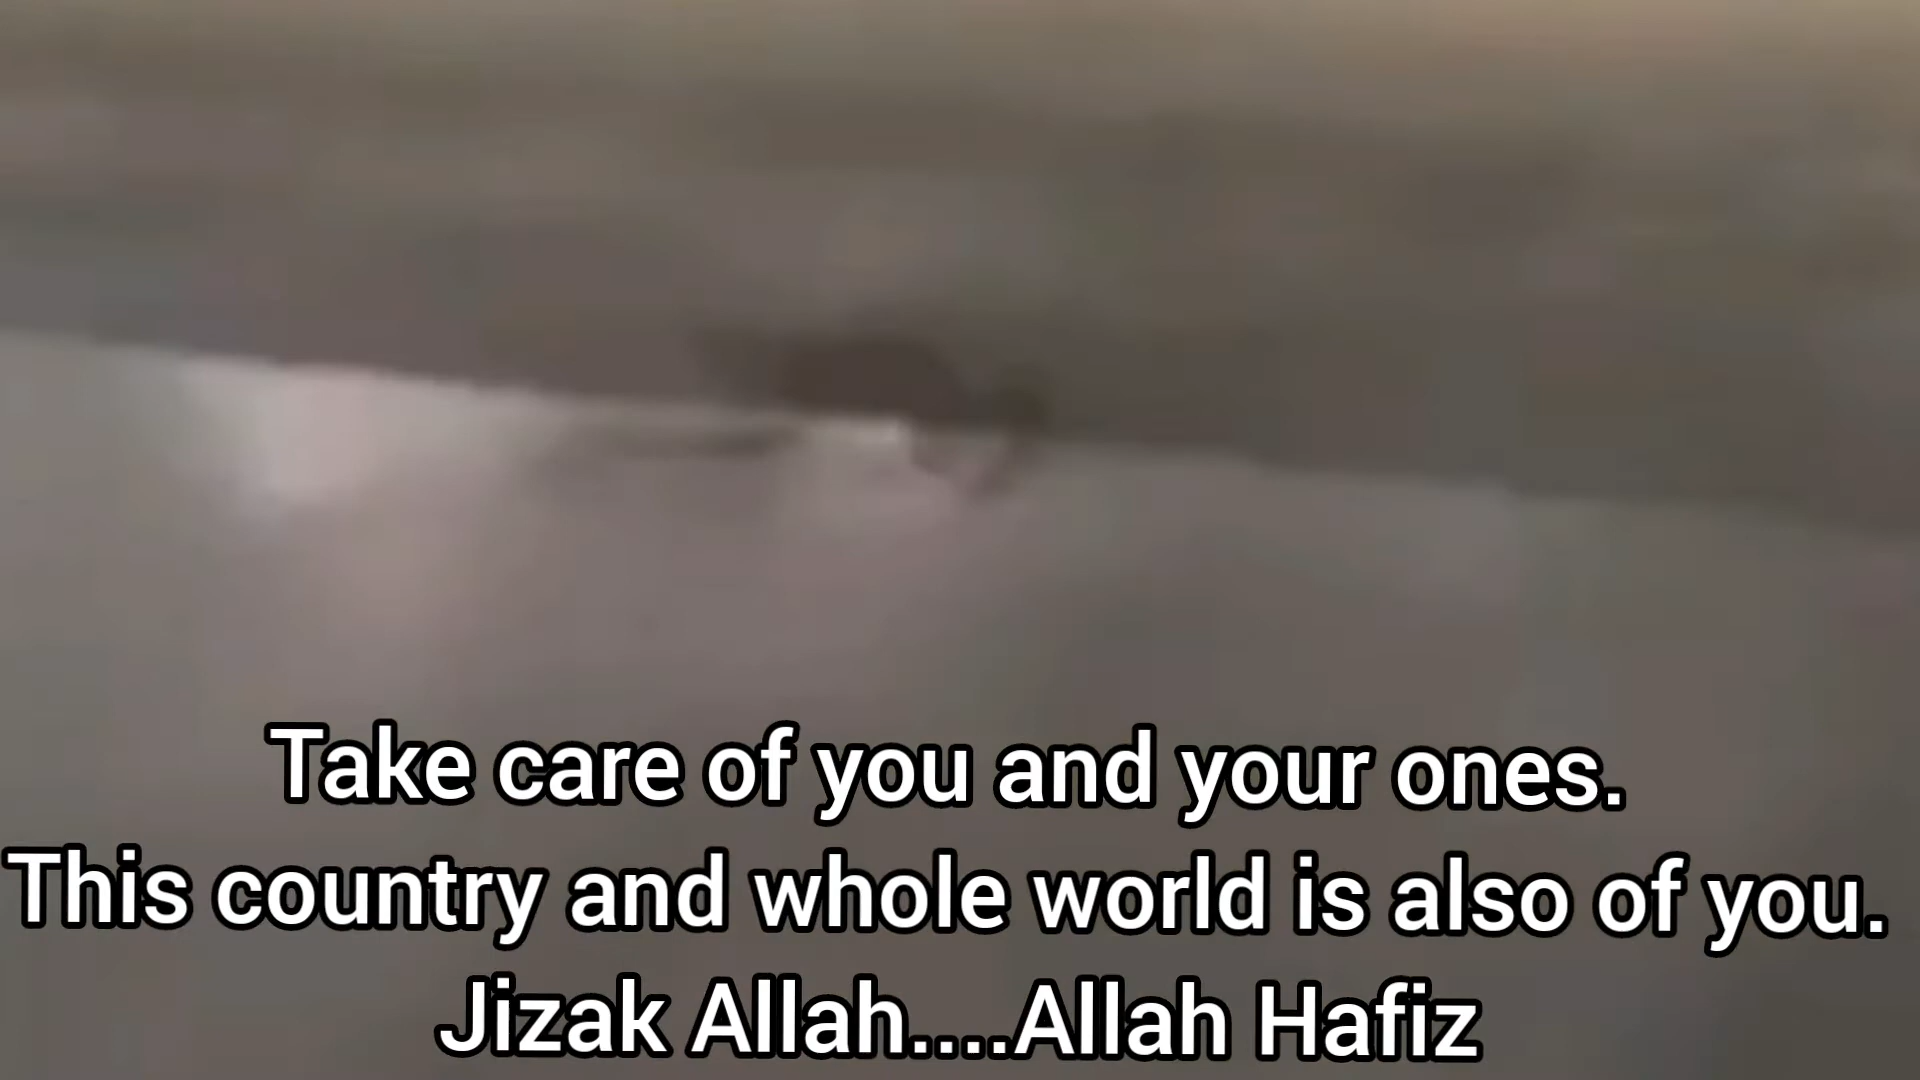 Take care of you and your ones.
This country and whole world is also of you.
Jizak Allah....Allah Hafiz